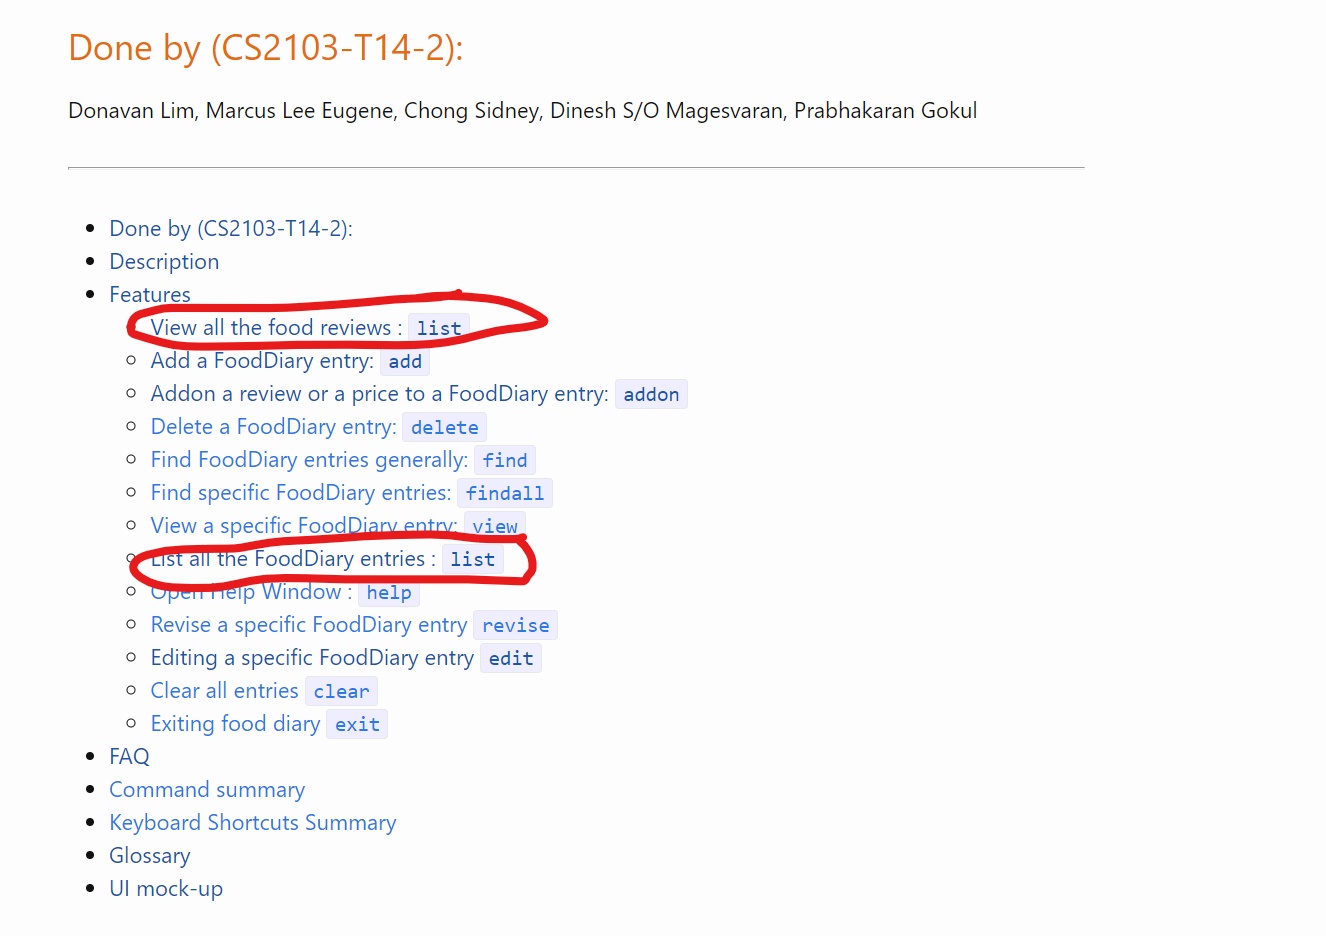 Done by (CS2103-T14-2):
Donavan Lim, Marcus Lee Eugene, Chong Sidney, Dinesh S/O Magesvaran, Prabhakaran Gokul
Done by (CS2103-T14-2):
Description
Features
View all the food reviews : list
Add a FoodDiary entry: add
Addon a review or a price to a FoodDiary entry: addon
Delete a FoodDiary entry: delete
Find FoodDiary entries generally: find
Find specific FoodDiary entries: findall
View a specific FoodDiary entry: view
List all the FoodDiary entries : list
Open Help Window : help
Revise a specific FoodDiary entry revise
Editing a specific FoodDiary entry edit
Clear all entries clear
Exiting food diary exit
FAQ
Command summary
Keyboard Shortcuts Summary
Glossary
UI mock-up